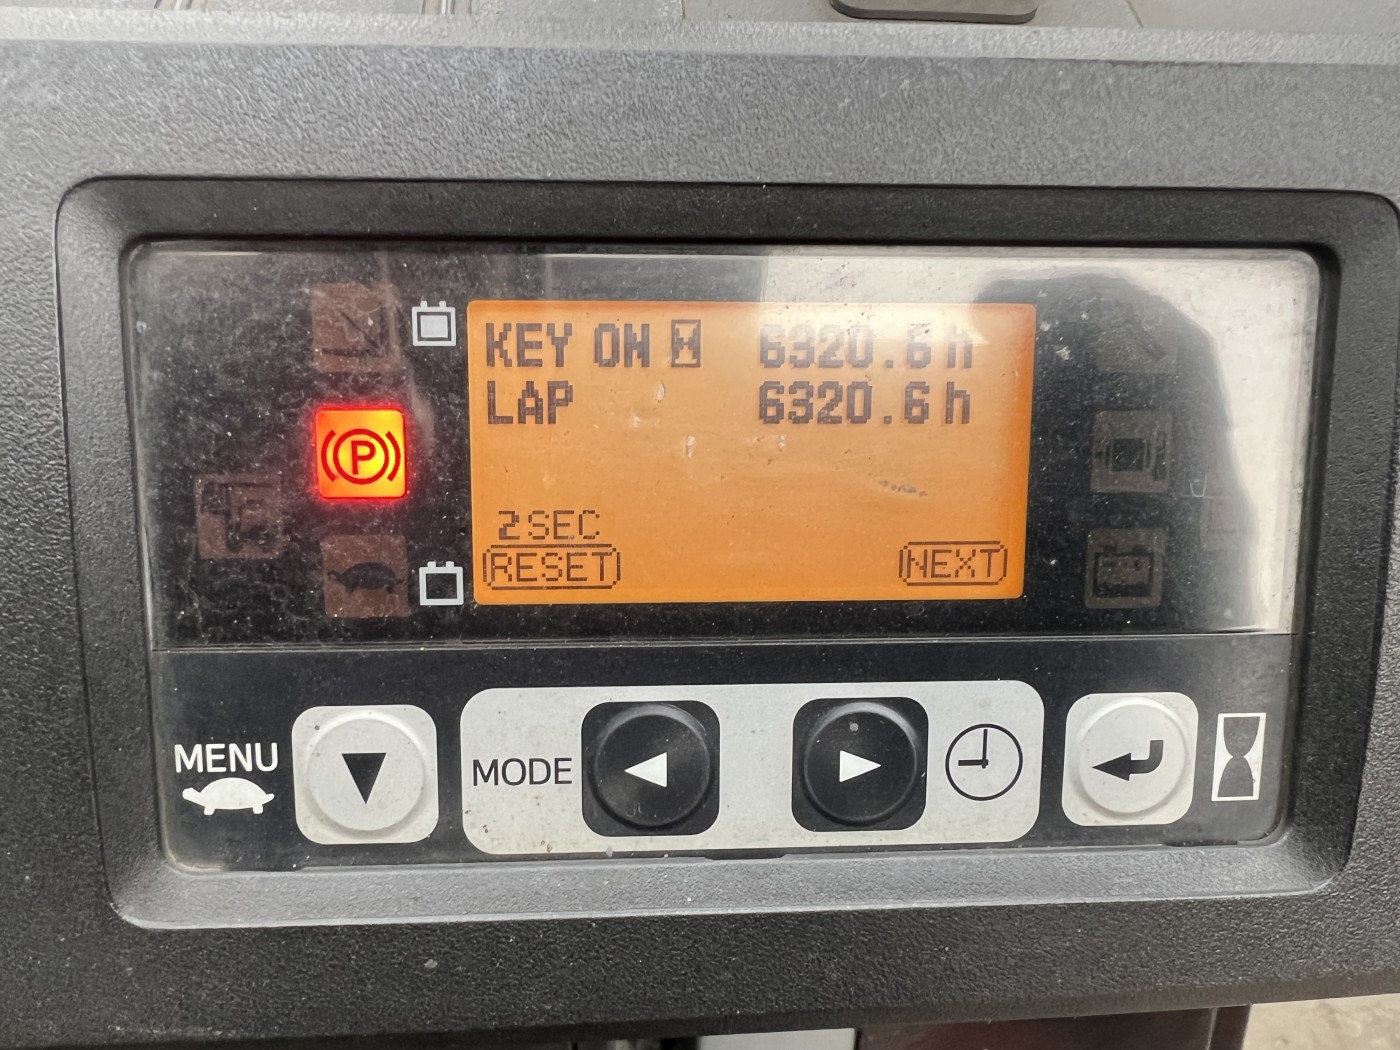 KEY ON 6320.6 h
LAP 6320.6 h
P
2 SEC
RESET NEXT
MENU
MODE